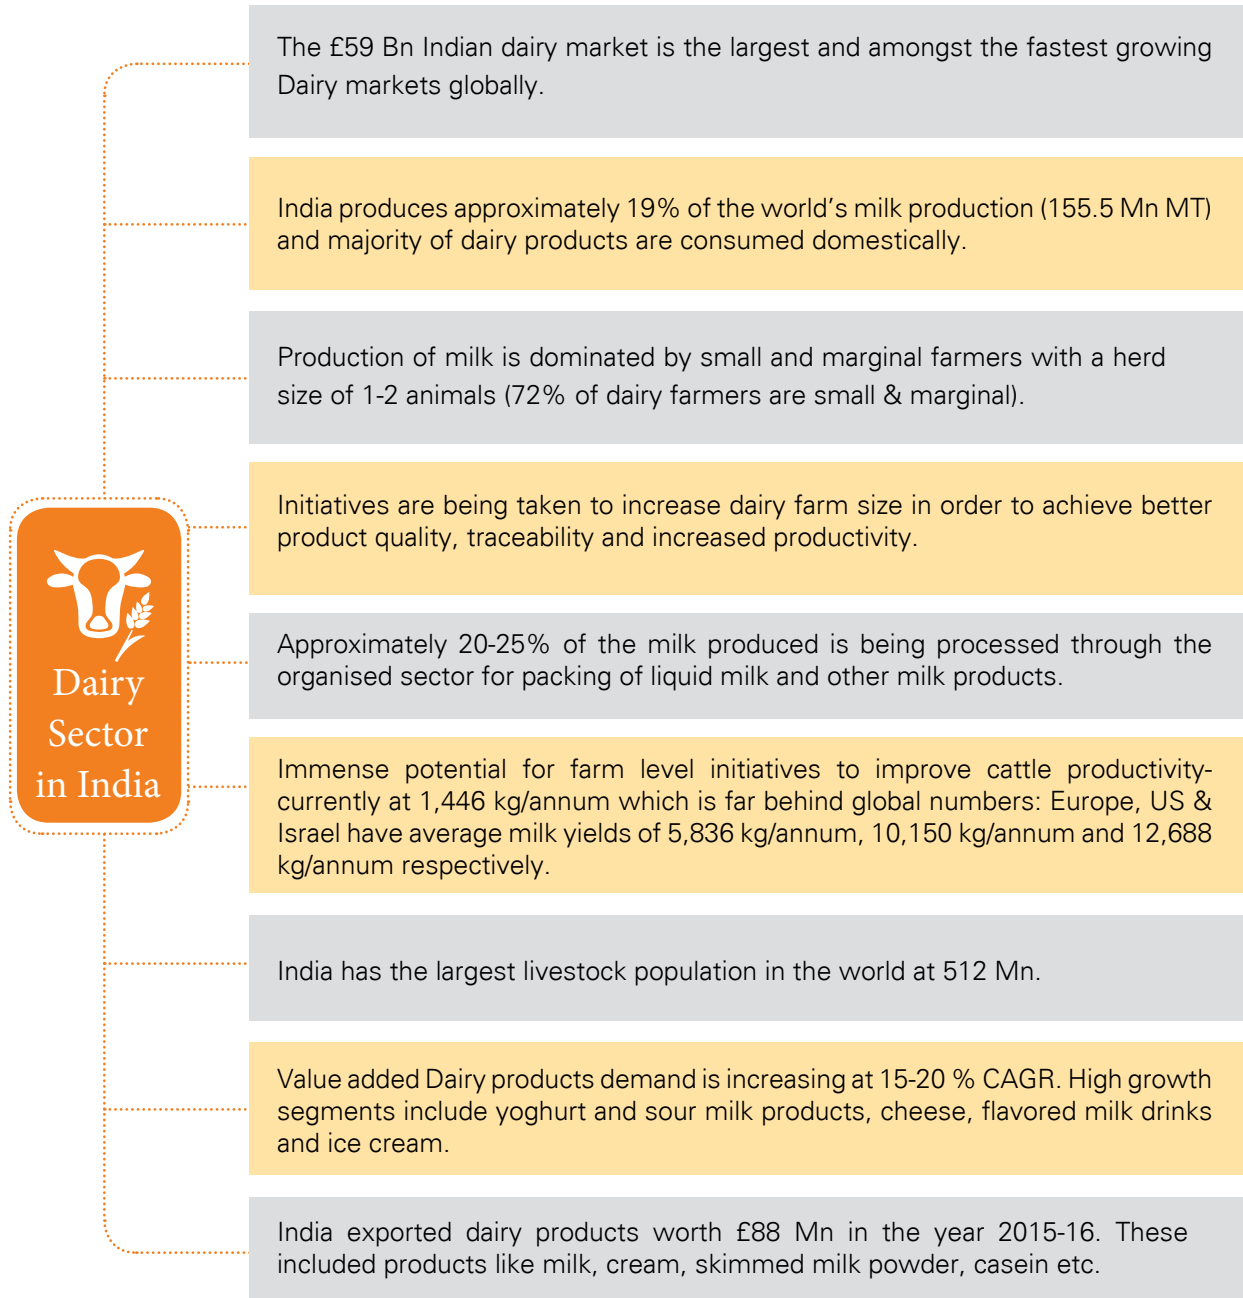 The £59 Bn Indian dairy market is the largest and amongst the fastest growing
Dairy markets globally.
India produces approximately 19% of the world's milk production (155.5 Mn MT)
and majority of dairy products are consumed domestically.
Production of milk is dominated by small and marginal farmers with a herd
size of 1-2 animals (72% of dairy farmers are small & marginal).
Initiatives are being taken to increase dairy farm size in order to achieve better
product quality, traceability and increased productivity.
Dairy
Sector
in India
Approximately 20-25% of the milk produced is being processed through the
organised sector for packing of liquid milk and other milk products.
Immense potential for farm level initiatives to improve cattle productivity-
currently at 1,446 kg/annum which is far behind global numbers: Europe, US &
Israel have average milk yields of 5,836 kg/annum, 10,150 kg/annum and 12,688
kg/annum respectively.
India has the largest livestock population in the world at 512 Mn.
Value added Dairy products demand is increasing at 15-20 % CAGR. High growth
segments include yoghurt and sour milk products, cheese, flavored milk drinks
and ice cream.
India exported dairy products worth £88 Mn in the year 2015-16. These
included products like milk, cream, skimmed milk powder, casein etc.